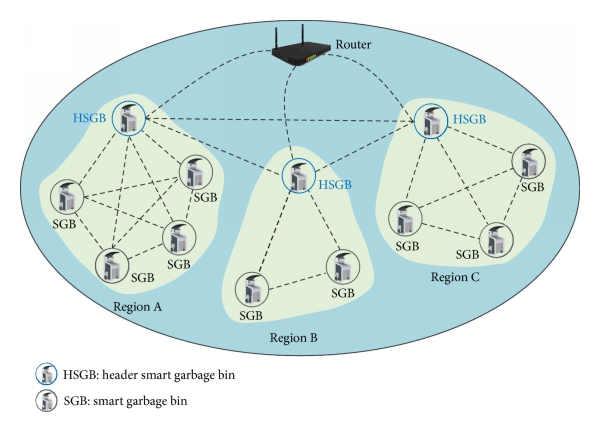 Router
HSGB
HSGB
HSGB
SGB
SGB
SGB
SGB
Region A
SGB
SGB
Region B
SGB
SGB
SGB
Region C
HSGB: header smart garbage bin
SGB: smart garbage bin